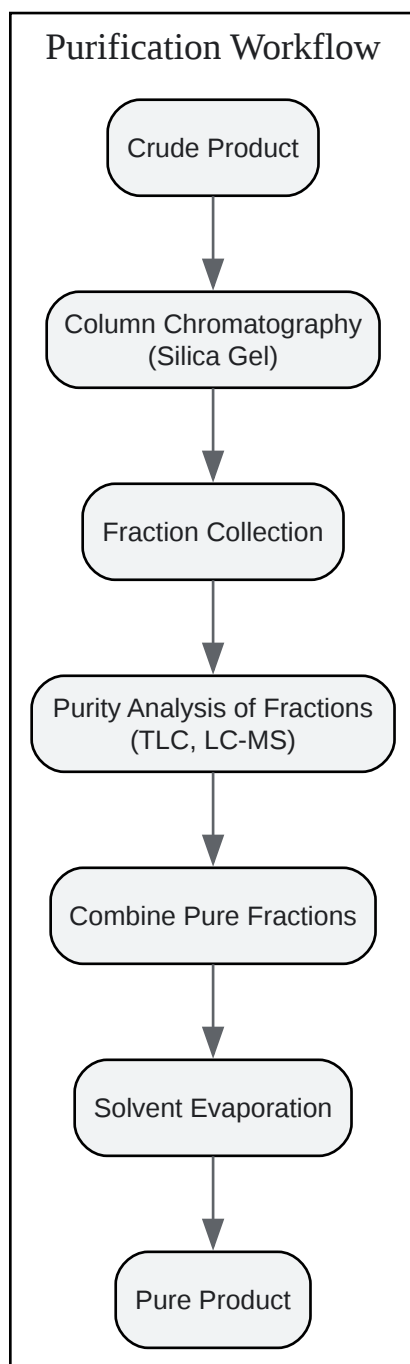 Purification Workflow
Crude Product
Column Chromatography
(Silica Gel)
Fraction Collection
Purity Analysis of Fractions
(TLC, LC-MS)
Combine Pure Fractions
Solvent Evaporation
Pure Product